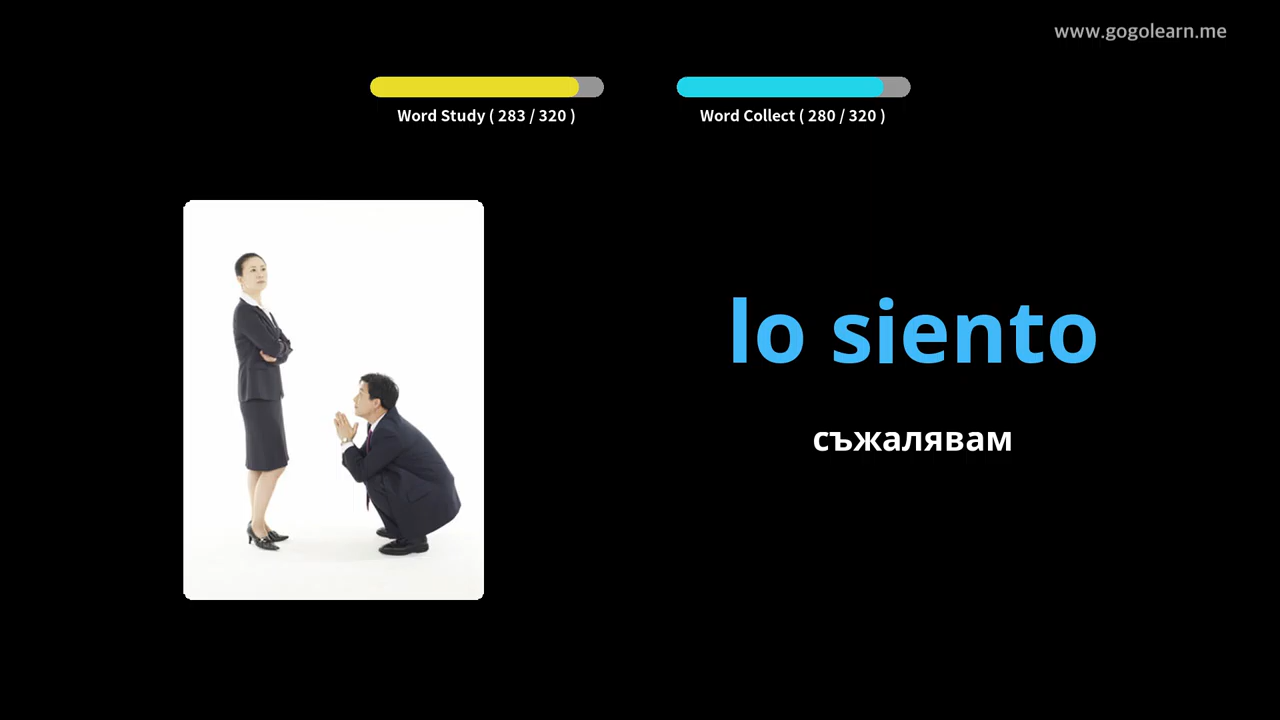 www.gogolearn.me
Word Study ( 283 / 320 )
Word Collect ( 280 / 320 )
lo siento
съжалявам